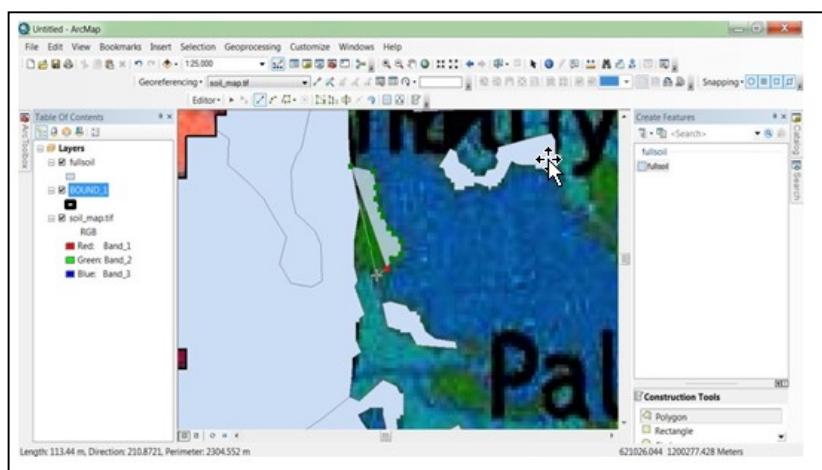 Untitled - ArcMap
File Edit View Bookmarks Insert Selection Geoprocessing Customize Windows Help
1:25,000
Georeferencing soil_map.tif
Snapping
Editor
Table Of Contents
Layers
fullsoil
BOUND_1
soil_map.tif
RGB
Red: Band_1
Green: Band_2
Blue: Band_3
Pal
Create Features
<Search>
fullsoil
fullsoil
Construction Tools
Polygon
Rectangle
ArcToolbox
Catalog
Search
Length: 113.44 m, Direction: 210.8721, Perimeter: 2304.552 m
621026.044 1200277.428 Meters